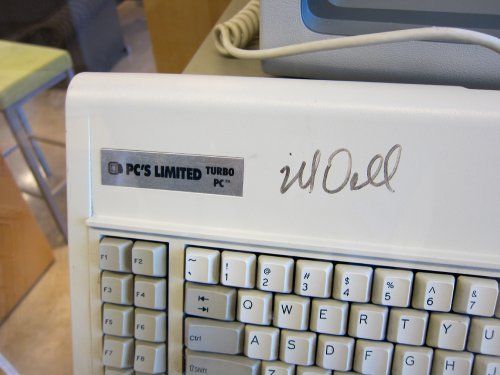 PC'S LIMITED TURBO PC™
M Dell
F1 F2 ~ ` ! 1 @ 2 # 3 $ 4 % 5 ^ 6 & 7
F3 F4 Q W E R T Y U
F5 F6 Ctrl A S D F G H
F7 F8 Shift